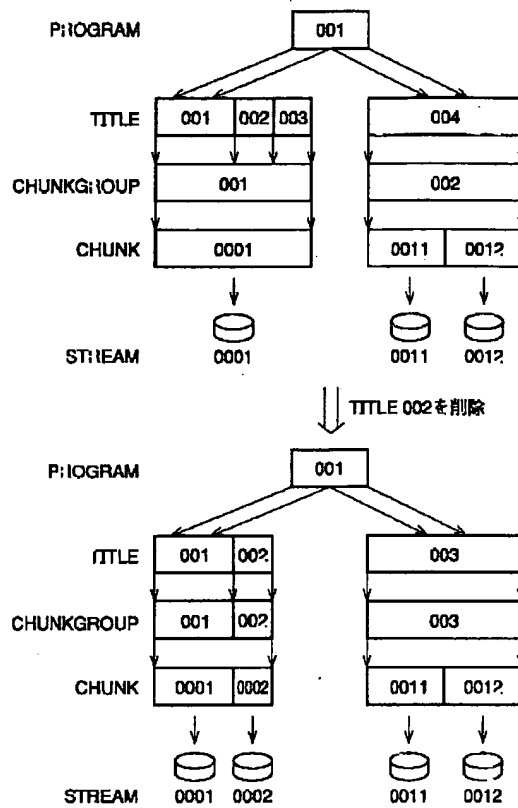 PROGRAM 001
TITLE 001 002 003 004
CHUNKGROUP 001 002
CHUNK 0001 0011 0012
STREAM 0001 0011 0012
TITLE 002を削除
PROGRAM 001
TITLE 001 002 003
CHUNKGROUP 001 002 003
CHUNK 0001 0002 0011 0012
STREAM 0001 0002 0011 0012